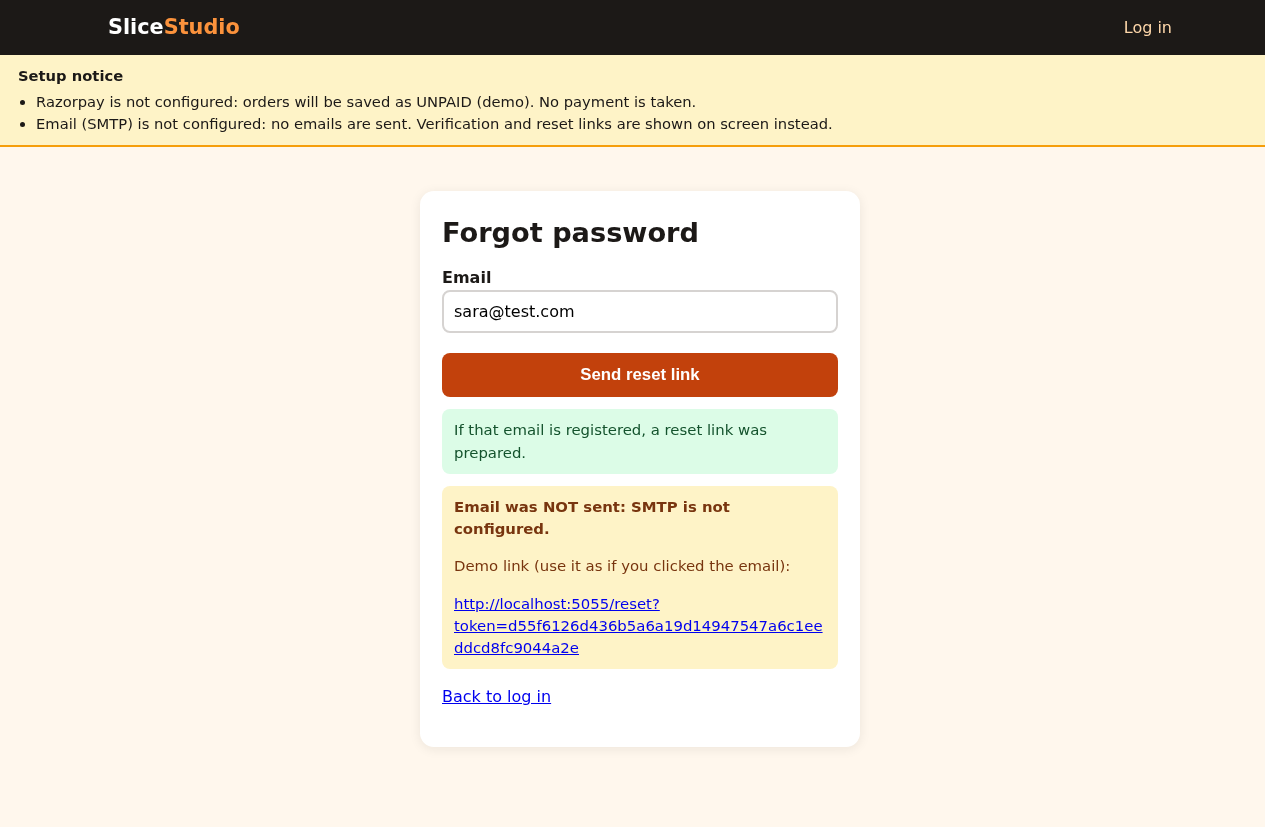 SliceStudio
Log in
Setup notice
• Razorpay is not configured: orders will be saved as UNPAID (demo). No payment is taken.
• Email (SMTP) is not configured: no emails are sent. Verification and reset links are shown on screen instead.
Forgot password
Email
sara@test.com
Send reset link
If that email is registered, a reset link was
prepared.
Email was NOT sent: SMTP is not
configured.
Demo link (use it as if you clicked the email):
http://localhost:5055/reset?
token=d55f6126d436b5a6a19d14947547a6c1ee
ddcd8fc9044a2e
Back to log in